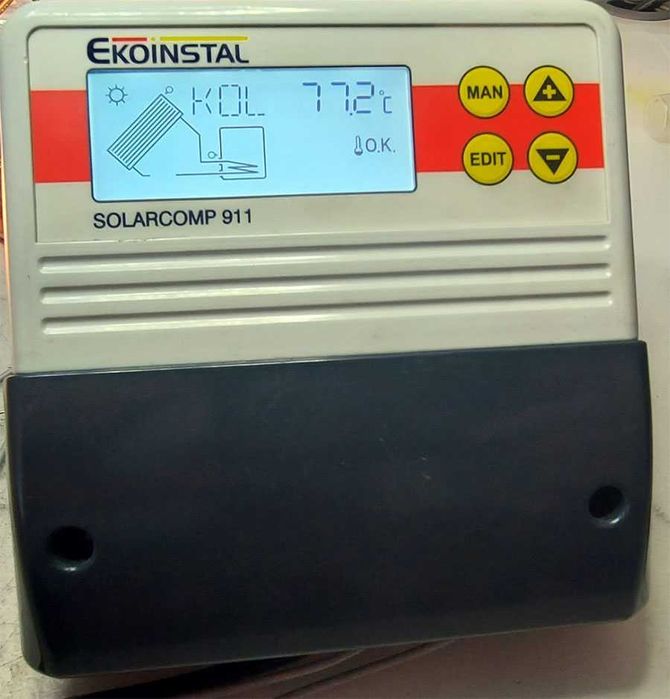 EKOINSTAL
KOL 77.2°C
O.K.
SOLARCOMP 911
MAN
+
EDIT
-